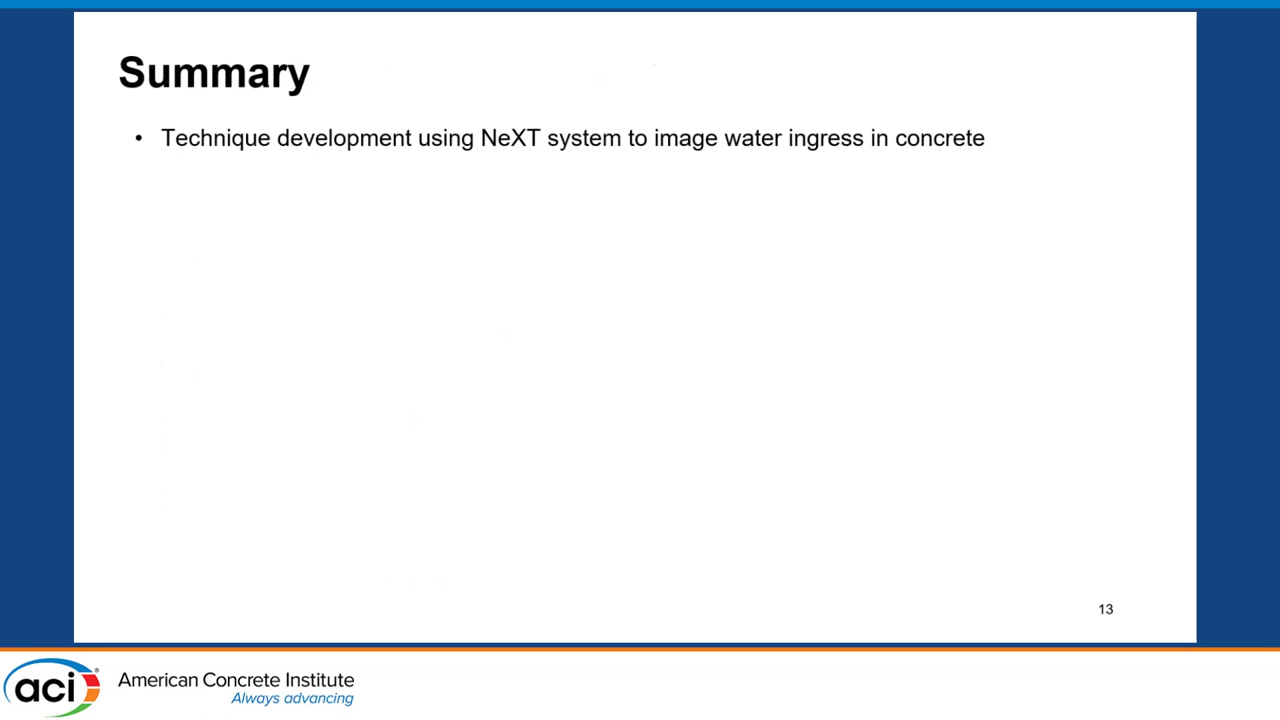 Summary
• Technique development using NeXT system to image water ingress in concrete
13
aci®
American Concrete Institute
Always advancing